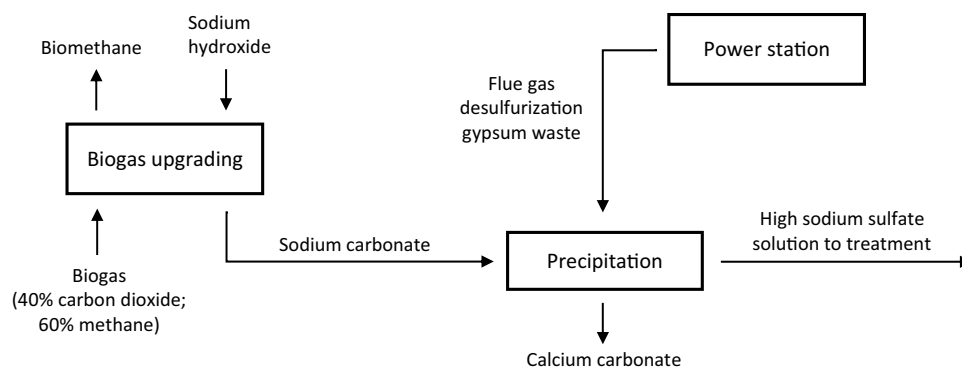 Biomethane
Sodium
hydroxide
Power station
Flue gas
desulfurization
gypsum waste
Biogas upgrading
Sodium carbonate
Precipitation
High sodium sulfate
solution to treatment
Biogas
(40% carbon dioxide;
60% methane)
Calcium carbonate